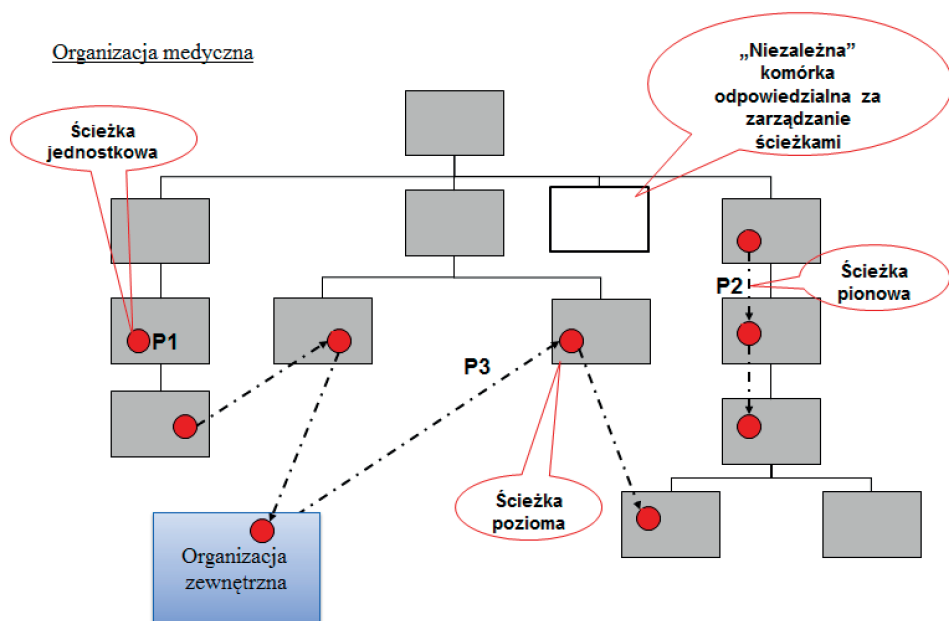 Organizacja medyczna
„Niezależna”
komórka
odpowiedzialna za
zarządzanie
ścieżkami
Ścieżka
jednostkowa
P1
P2
Ścieżka
pionowa
P3
Ścieżka
pozioma
Organizacja
zewnętrzna